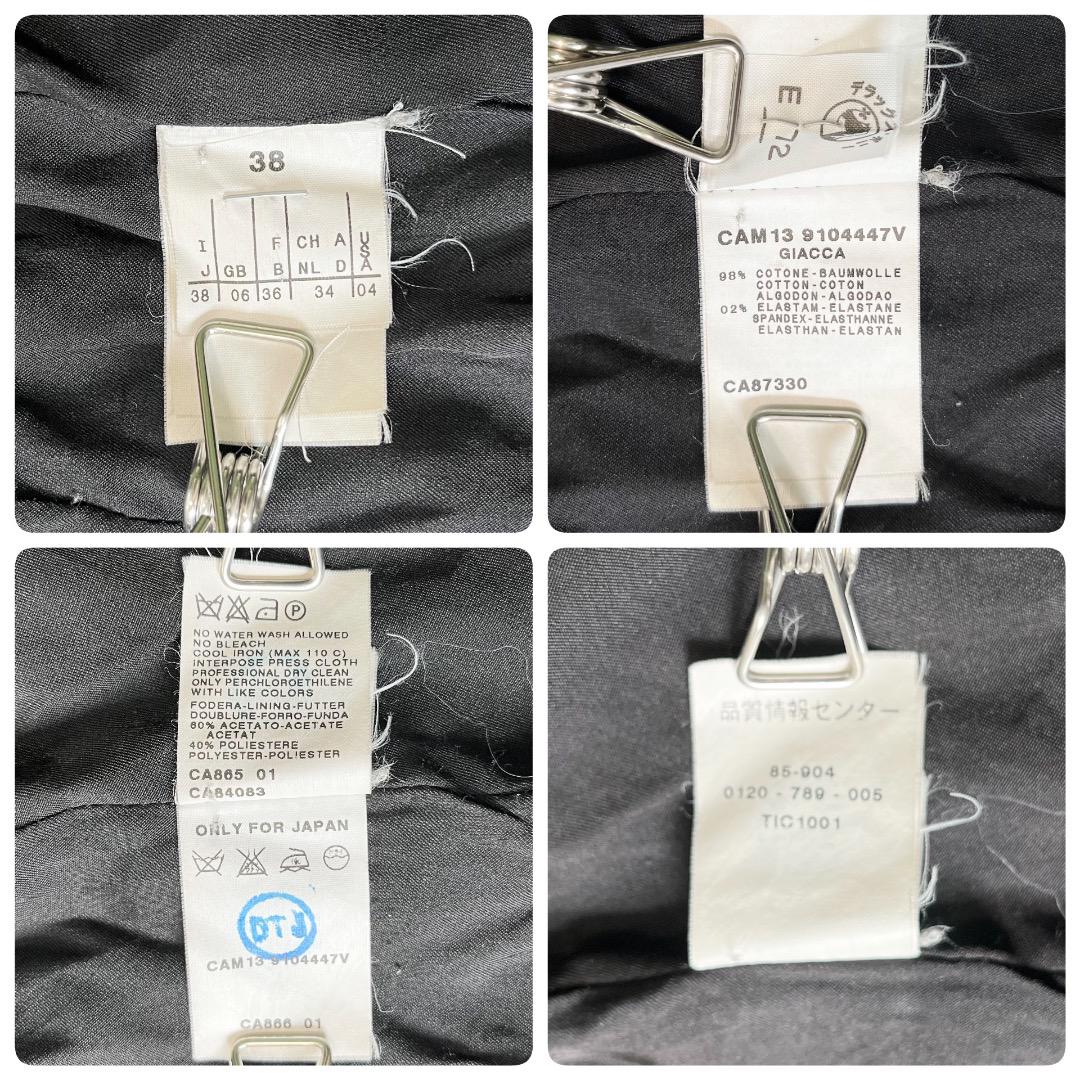 38
I F CH A USA
J GB B NL D
38 06 36 34 04
デラックス
E_72
CAM13 9104447V
GIACCA
98% COTONE-BAUMWOLLE
COTTON-COTON
ALGODON-ALGODAO
02% ELASTAM-ELASTANE
SPANDEX-ELASTHANNE
ELASTHAN-ELASTAN
CA87330
P
NO WATER WASH ALLOWED
NO BLEACH
COOL IRON (MAX 110 C)
INTERPOSE PRESS CLOTH
PROFESSIONAL DRY CLEAN
ONLY PERCHLOROETHILENE
WITH LIKE COLORS
FODERA-LINING-FUTTER
DOUBLURE-FORRO-FUNDA
60% ACETATO-ACETATE
ACETAT
40% POLIESTERE
POLYESTER-POLIESTER
CA865 01
CA84083
ONLY FOR JAPAN
CAM13 9104447V
CA866 01
品質情報センター
85-904
0120 - 789 - 005
TIC1001